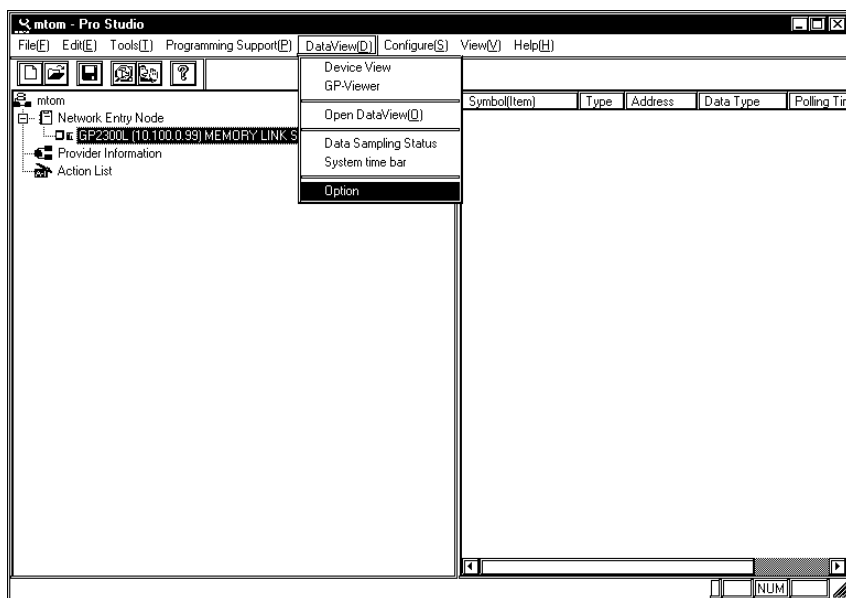 mtom - Pro Studio
File(F) Edit(E) Tools(T) Programming Support(P) DataView(D) Configure(S) View(V) Help(H)
Device View
GP-Viewer
Open DataView(O)
Data Sampling Status
System time bar
Option
mtom
Network Entry Node
GP2300L (10.100.0.99) MEMORY LINK S
Provider Information
Action List
Symbol(Item) Type Address Data Type Polling Tir
NUM